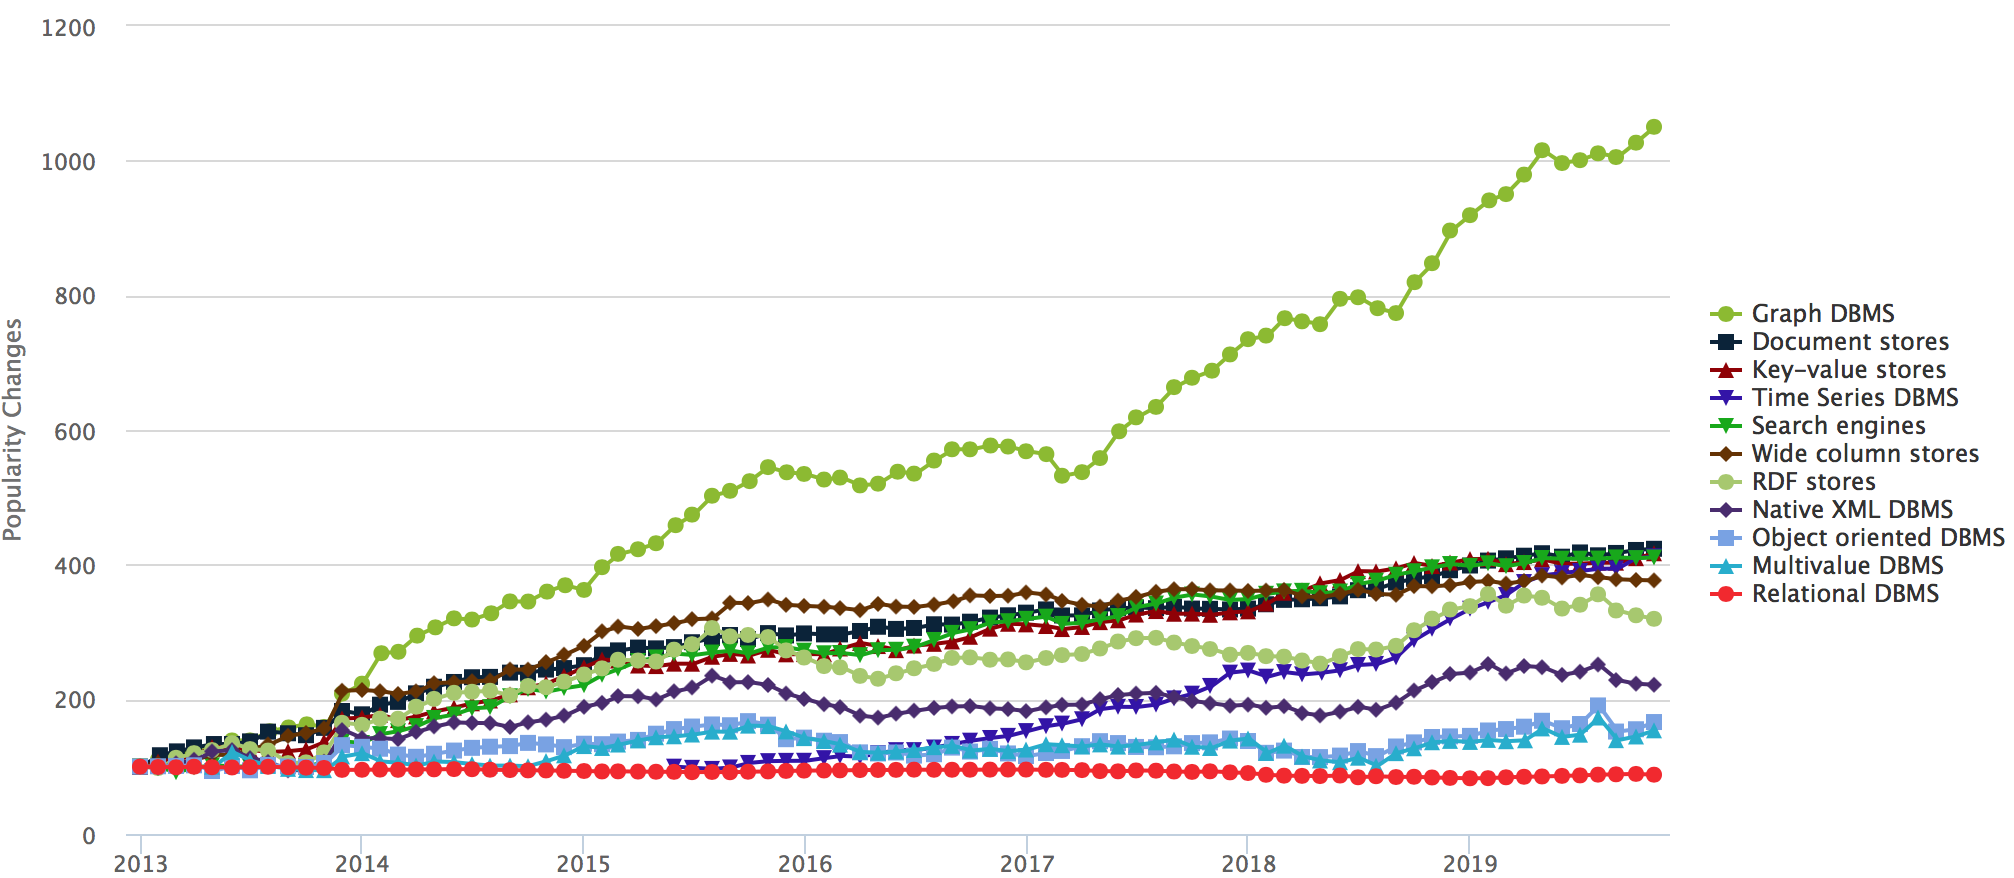 1200
1000
800
600
400
200
0
Popularity Changes
2013 2014 2015 2016 2017 2018 2019
Graph DBMS
Document stores
Key-value stores
Time Series DBMS
Search engines
Wide column stores
RDF stores
Native XML DBMS
Object oriented DBMS
Multivalue DBMS
Relational DBMS